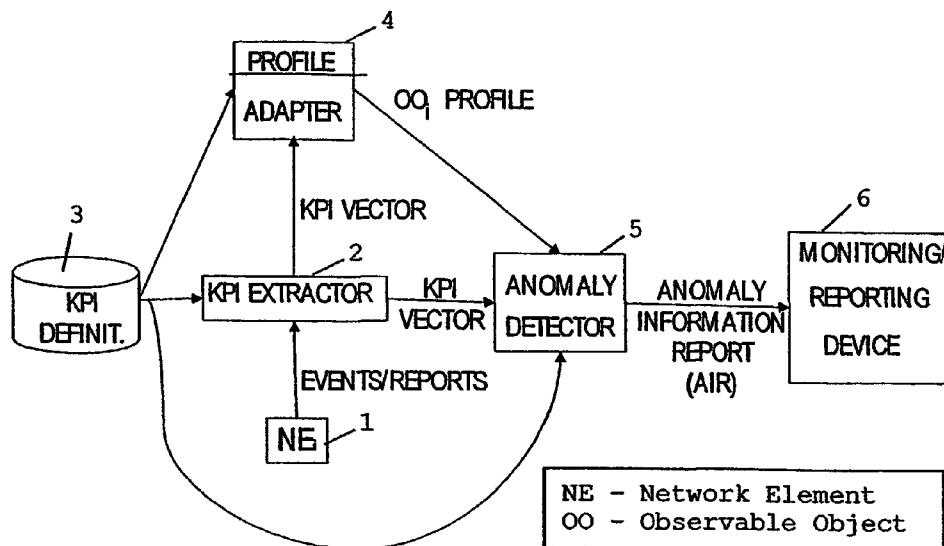 4
PROFILE
ADAPTER
OOi PROFILE
KPI VECTOR
3
KPI
DEFINIT.
2
KPI EXTRACTOR
KPI
VECTOR
5
ANOMALY
DETECTOR
ANOMALY
INFORMATION
REPORT
(AIR)
6
MONITORING/
REPORTING
DEVICE
EVENTS/REPORTS
NE
1
NE - Network Element
OO - Observable Object